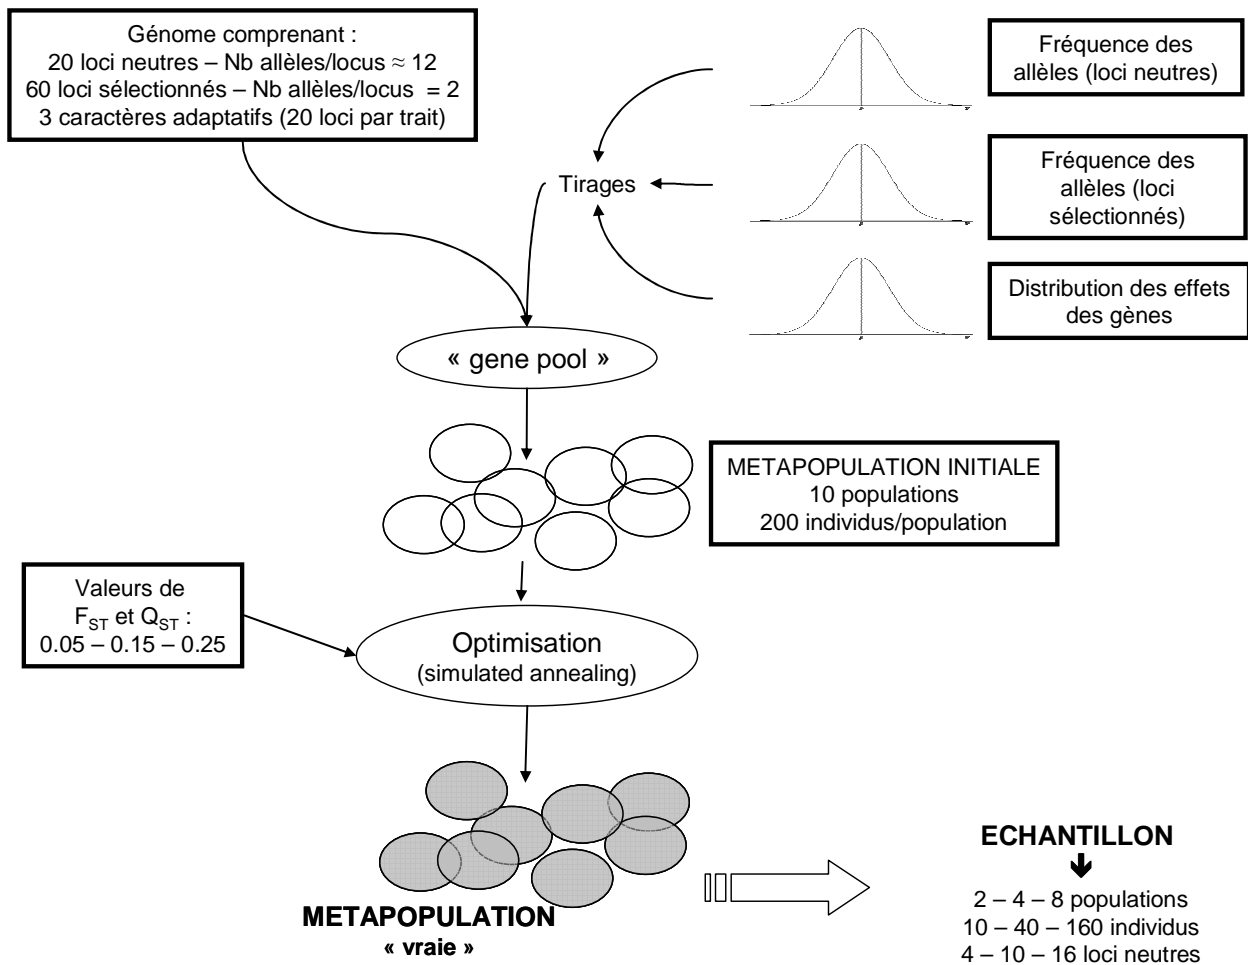 Génome comprenant :
20 loci neutres – Nb allèles/locus ≈ 12
60 loci sélectionnés – Nb allèles/locus = 2
3 caractères adaptatifs (20 loci par trait)
Fréquence des
allèles (loci neutres)
Tirages
Fréquence des
allèles (loci
sélectionnés)
Distribution des effets
des gènes
« gene pool »
METAPOPULATION INITIALE
10 populations
200 individus/population
Valeurs de
F_ST et Q_ST :
0.05 – 0.15 – 0.25
Optimisation
(simulated annealing)
METAPOPULATION
« vraie »
ECHANTILLON
2 – 4 – 8 populations
10 – 40 – 160 individus
4 – 10 – 16 loci neutres